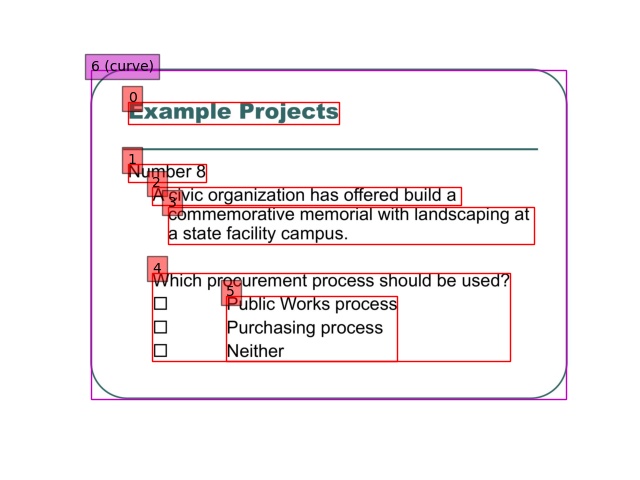 6 (curve)
0
Example Projects
1
Number 8
2
A civic organization has offered build a
3
commemorative memorial with landscaping at
a state facility campus.
4
Which procurement process should be used?
5
☐ Public Works process
☐ Purchasing process
☐ Neither